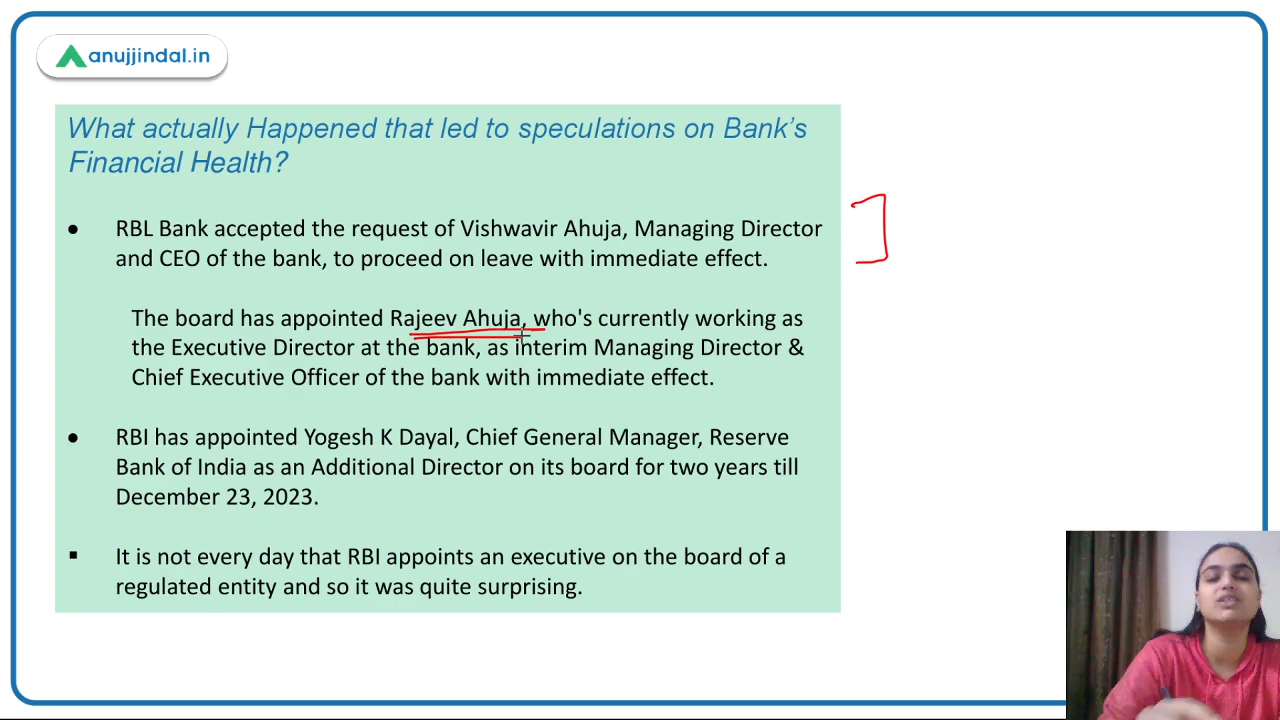 anujjindal.in
What actually Happened that led to speculations on Bank's
Financial Health?
● RBL Bank accepted the request of Vishwavir Ahuja, Managing Director
and CEO of the bank, to proceed on leave with immediate effect.
The board has appointed Rajeev Ahuja, who's currently working as
the Executive Director at the bank, as interim Managing Director &
Chief Executive Officer of the bank with immediate effect.
● RBI has appointed Yogesh K Dayal, Chief General Manager, Reserve
Bank of India as an Additional Director on its board for two years till
December 23, 2023.
▪ It is not every day that RBI appoints an executive on the board of a
regulated entity and so it was quite surprising.